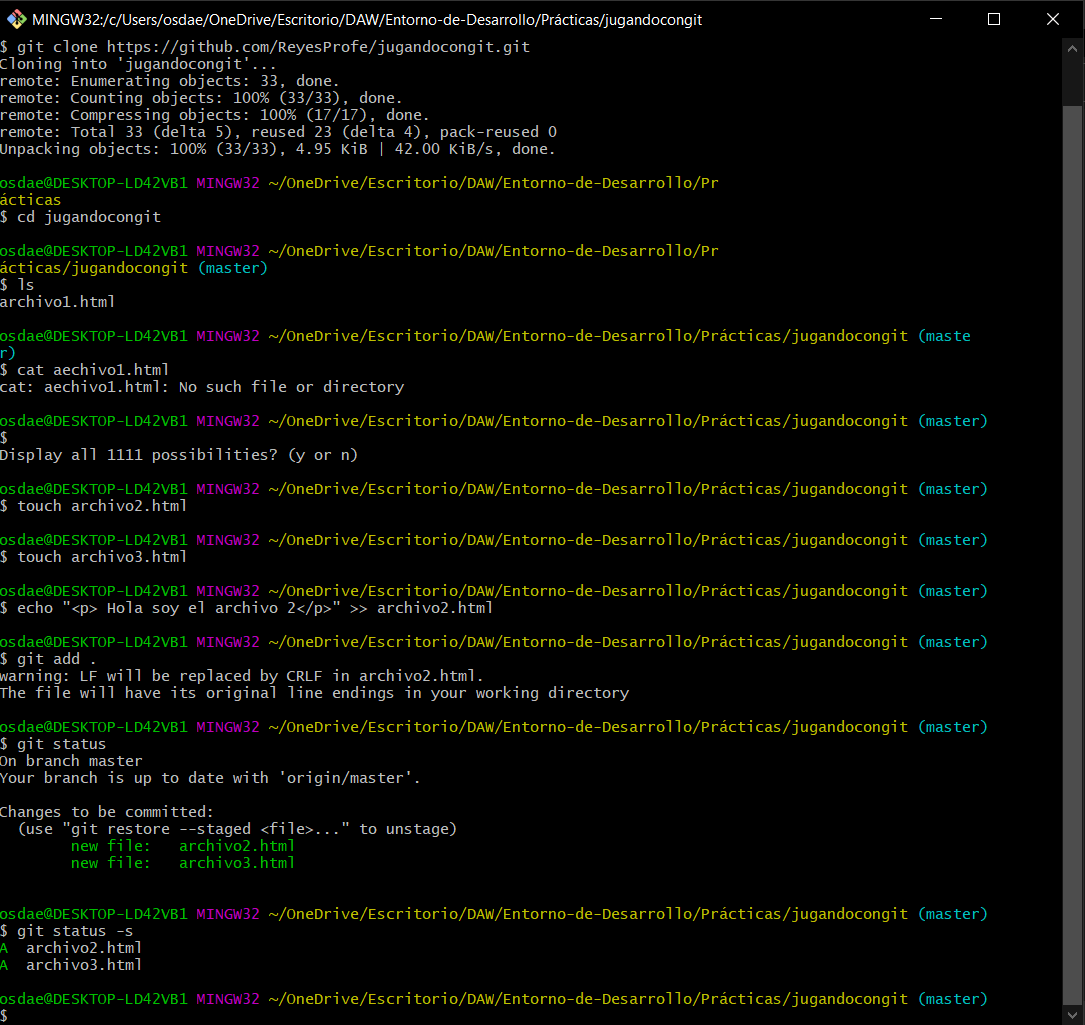 MINGW32:/c/Users/osdae/OneDrive/Escritorio/DAW/Entorno-de-Desarrollo/Prácticas/jugandocongit
$ git clone https://github.com/ReyesProfe/jugandocongit.git
Cloning into 'jugandocongit'...
remote: Enumerating objects: 33, done.
remote: Counting objects: 100% (33/33), done.
remote: Compressing objects: 100% (17/17), done.
remote: Total 33 (delta 5), reused 23 (delta 4), pack-reused 0
Unpacking objects: 100% (33/33), 4.95 KiB | 42.00 KiB/s, done.
osdae@DESKTOP-LD42VB1 MINGW32 ~/OneDrive/Escritorio/DAW/Entorno-de-Desarrollo/Pr
ácticas
$ cd jugandocongit
osdae@DESKTOP-LD42VB1 MINGW32 ~/OneDrive/Escritorio/DAW/Entorno-de-Desarrollo/Pr
ácticas/jugandocongit (master)
$ ls
archivo1.html
osdae@DESKTOP-LD42VB1 MINGW32 ~/OneDrive/Escritorio/DAW/Entorno-de-Desarrollo/Prácticas/jugandocongit (maste
r)
$ cat aechivo1.html
cat: aechivo1.html: No such file or directory
osdae@DESKTOP-LD42VB1 MINGW32 ~/OneDrive/Escritorio/DAW/Entorno-de-Desarrollo/Prácticas/jugandocongit (master)
$
Display all 1111 possibilities? (y or n)
osdae@DESKTOP-LD42VB1 MINGW32 ~/OneDrive/Escritorio/DAW/Entorno-de-Desarrollo/Prácticas/jugandocongit (master)
$ touch archivo2.html
osdae@DESKTOP-LD42VB1 MINGW32 ~/OneDrive/Escritorio/DAW/Entorno-de-Desarrollo/Prácticas/jugandocongit (master)
$ touch archivo3.html
osdae@DESKTOP-LD42VB1 MINGW32 ~/OneDrive/Escritorio/DAW/Entorno-de-Desarrollo/Prácticas/jugandocongit (master)
$ echo "<p> Hola soy el archivo 2</p>" >> archivo2.html
osdae@DESKTOP-LD42VB1 MINGW32 ~/OneDrive/Escritorio/DAW/Entorno-de-Desarrollo/Prácticas/jugandocongit (master)
$ git add .
warning: LF will be replaced by CRLF in archivo2.html.
The file will have its original line endings in your working directory
osdae@DESKTOP-LD42VB1 MINGW32 ~/OneDrive/Escritorio/DAW/Entorno-de-Desarrollo/Prácticas/jugandocongit (master)
$ git status
On branch master
Your branch is up to date with 'origin/master'.
Changes to be committed:
  (use "git restore --staged <file>..." to unstage)
        new file:   archivo2.html
        new file:   archivo3.html
osdae@DESKTOP-LD42VB1 MINGW32 ~/OneDrive/Escritorio/DAW/Entorno-de-Desarrollo/Prácticas/jugandocongit (master)
$ git status -s
A  archivo2.html
A  archivo3.html
osdae@DESKTOP-LD42VB1 MINGW32 ~/OneDrive/Escritorio/DAW/Entorno-de-Desarrollo/Prácticas/jugandocongit (master)
$